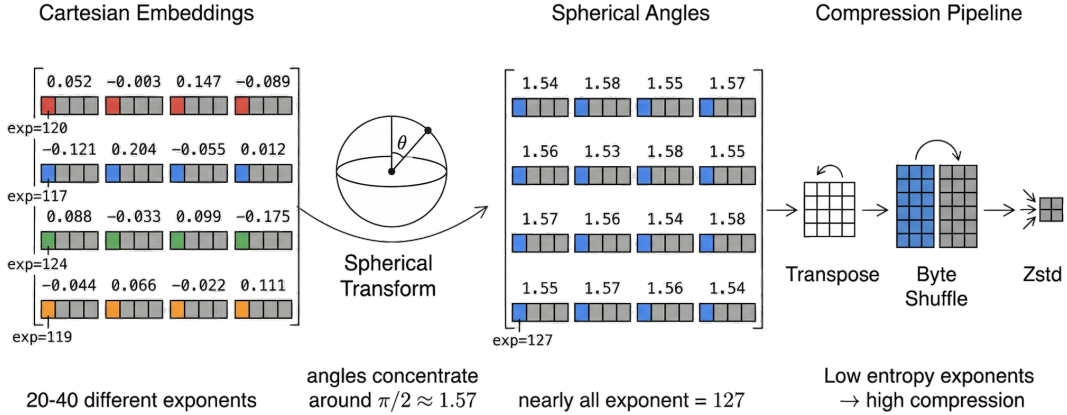 Cartesian Embeddings
Spherical Angles
Compression Pipeline
0.052 -0.003 0.147 -0.089
exp=120
-0.121 0.204 -0.055 0.012
exp=117
0.088 -0.033 0.099 -0.175
exp=124
-0.044 0.066 -0.022 0.111
exp=119
θ
Spherical
Transform
1.54 1.58 1.55 1.57
1.56 1.53 1.58 1.55
1.57 1.56 1.54 1.58
1.55 1.57 1.56 1.54
exp=127
Transpose
Byte
Shuffle
Zstd
20-40 different exponents
angles concentrate
around π/2 ≈ 1.57
nearly all exponent = 127
Low entropy exponents
→ high compression